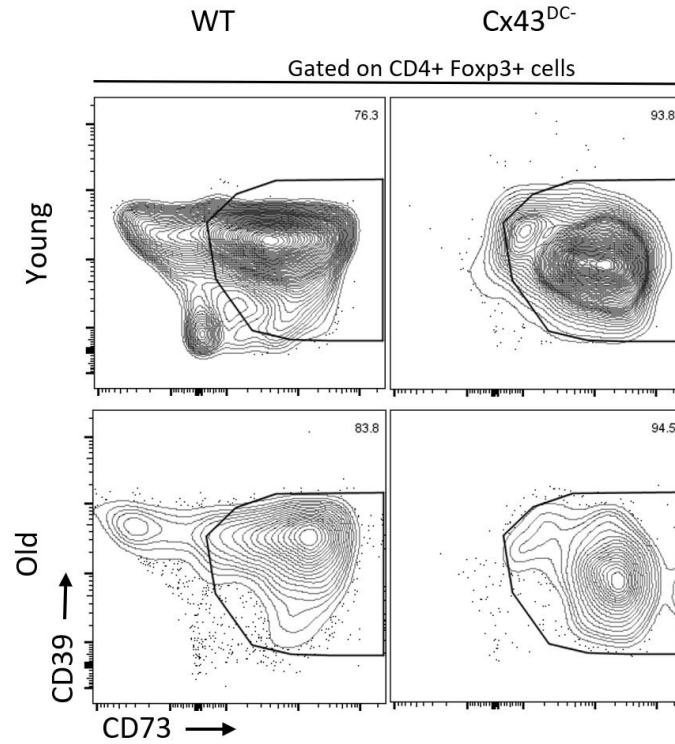 WT
Cx43DC-
Gated on CD4+ Foxp3+ cells
Young
76.3
93.8
Old
83.8
94.5
CD39
CD73